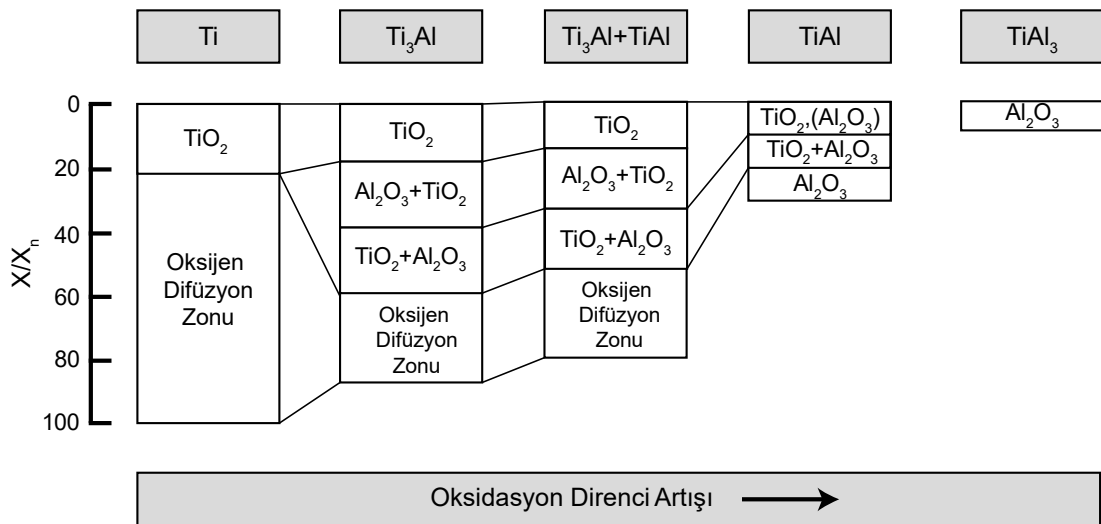 Ti
Ti₃Al
Ti₃Al+TiAl
TiAl
TiAl₃
X/Xₙ
0
20
40
60
80
100
TiO₂
Oksijen
Difüzyon
Zonu
TiO₂
Al₂O₃+TiO₂
TiO₂+Al₂O₃
Oksijen
Difüzyon
Zonu
TiO₂
Al₂O₃+TiO₂
TiO₂+Al₂O₃
Oksijen
Difüzyon
Zonu
TiO₂,(Al₂O₃)
TiO₂+Al₂O₃
Al₂O₃
Al₂O₃
Oksidasyon Direnci Artışı